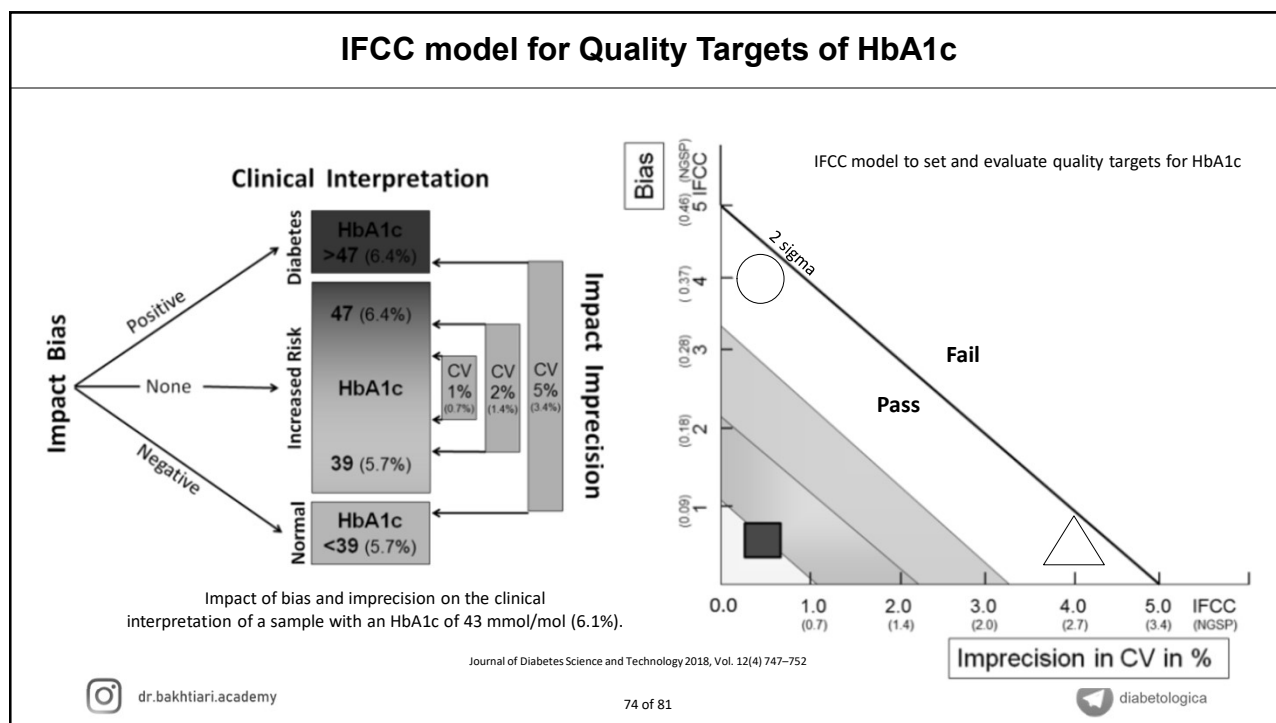 IFCC model for Quality Targets of HbA1c
Clinical Interpretation
Impact Bias
Positive
None
Negative
Diabetes
HbA1c
>47 (6.4%)
Increased Risk
47 (6.4%)
HbA1c
39 (5.7%)
Normal
HbA1c
<39 (5.7%)
CV
1%
(0.7%)
CV
2%
(1.4%)
CV
5%
(3.4%)
Impact Imprecision
Impact of bias and imprecision on the clinical
interpretation of a sample with an HbA1c of 43 mmol/mol (6.1%).
IFCC model to set and evaluate quality targets for HbA1c
Bias
(NGSP)
IFCC
(0.46) 5
(0.37) 4
(0.28) 3
(0.18) 2
(0.09) 1
2 sigma
Fail
Pass
0.0 1.0 2.0 3.0 4.0 5.0 IFCC
(0.7) (1.4) (2.0) (2.7) (3.4) (NGSP)
Imprecision in CV in %
Journal of Diabetes Science and Technology 2018, Vol. 12(4) 747–752
dr.bakhtiari.academy
74 of 81
diabetologica